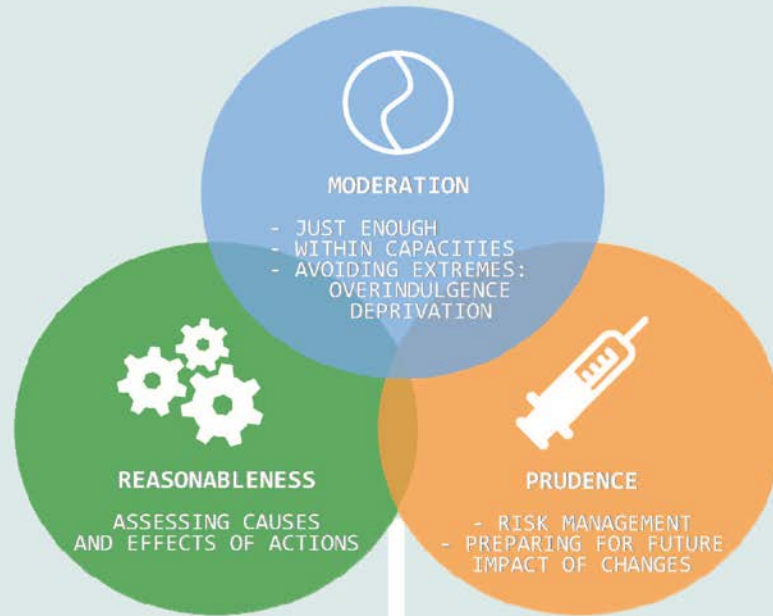 MODERATION
- JUST ENOUGH
- WITHIN CAPACITIES
- AVOIDING EXTREMES:
OVERINDULGENCE
DEPRIVATION
REASONABLENESS
ASSESSING CAUSES
AND EFFECTS OF ACTIONS
PRUDENCE
- RISK MANAGEMENT
- PREPARING FOR FUTURE
IMPACT OF CHANGES